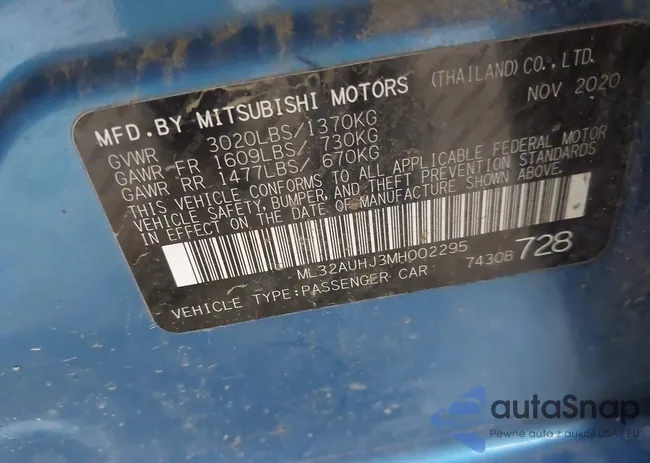 MFD.BY MITSUBISHI MOTORS (THAILAND) CO., LTD.
NOV 2020
GVWR 3020LBS/1370KG
GAWR FR 1609LBS/ 730KG
GAWR RR 1477LBS/ 670KG
THIS VEHICLE CONFORMS TO ALL APPLICABLE FEDERAL MOTOR
VEHICLE SAFETY, BUMPER, AND THEFT PREVENTION STANDARDS
IN EFFECT ON THE DATE OF MANUFACTURE SHOWN ABOVE.
ML32AUHJ3MH002295 7430B 728
VEHICLE TYPE:PASSENGER CAR
autoSnap
Pewne auta z aukcji USA i EU